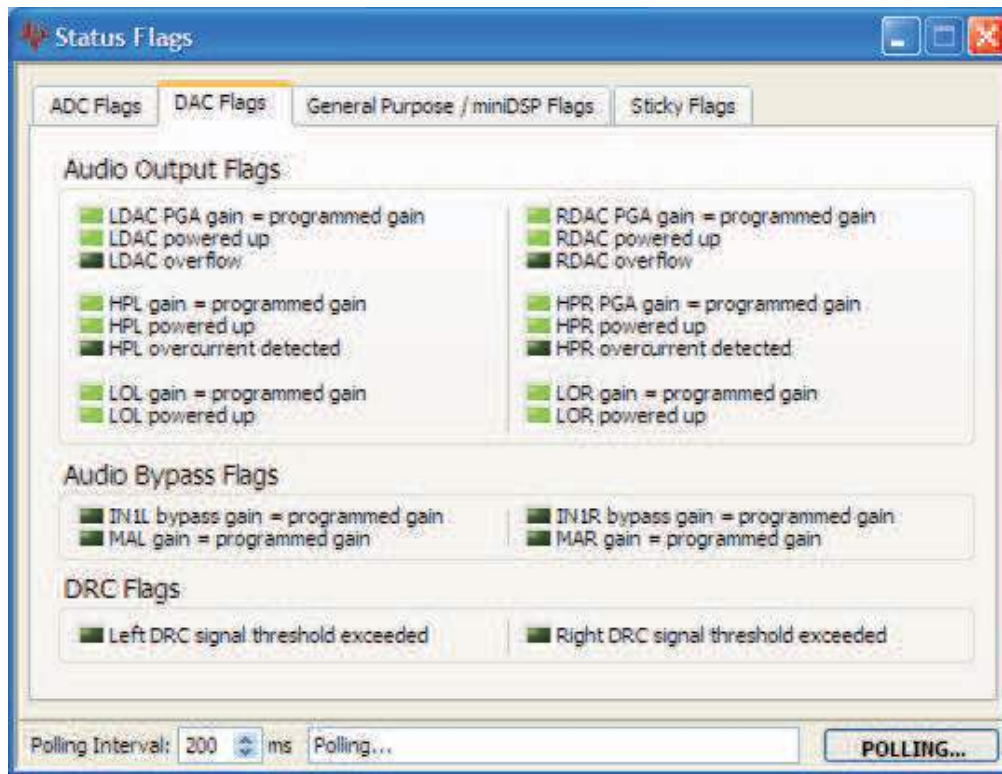 Status Flags
ADC Flags
DAC Flags
General Purpose / miniDSP Flags
Sticky Flags
Audio Output Flags
LDAC PGA gain = programmed gain
LDAC powered up
LDAC overflow
HPL gain = programmed gain
HPL powered up
HPL overcurrent detected
LOL gain = programmed gain
LOL powered up
RDAC PGA gain = programmed gain
RDAC powered up
RDAC overflow
HPR PGA gain = programmed gain
HPR powered up
HPR overcurrent detected
LOR gain = programmed gain
LOR powered up
Audio Bypass Flags
IN1L bypass gain = programmed gain
MAL gain = programmed gain
IN1R bypass gain = programmed gain
MAR gain = programmed gain
DRC Flags
Left DRC signal threshold exceeded
Right DRC signal threshold exceeded
Polling Interval: 200 ms Polling... POLLING...